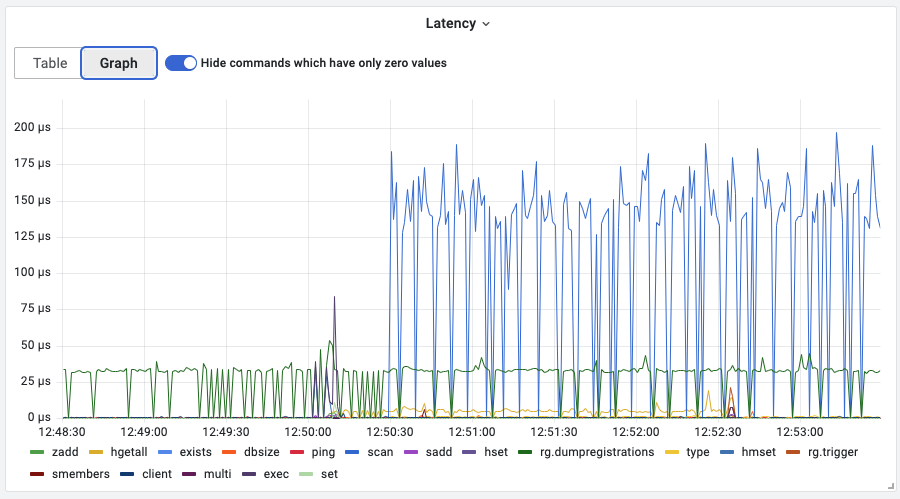 Latency
Table Graph Hide commands which have only zero values
200 µs
175 µs
150 µs
125 µs
100 µs
75 µs
50 µs
25 µs
0 µs
12:48:30 12:49:00 12:49:30 12:50:00 12:50:30 12:51:00 12:51:30 12:52:00 12:52:30 12:53:00
zadd hgetall exists dbsize ping scan sadd hset rg.dumpregistrations type hmset rg.trigger
smembers client multi exec set